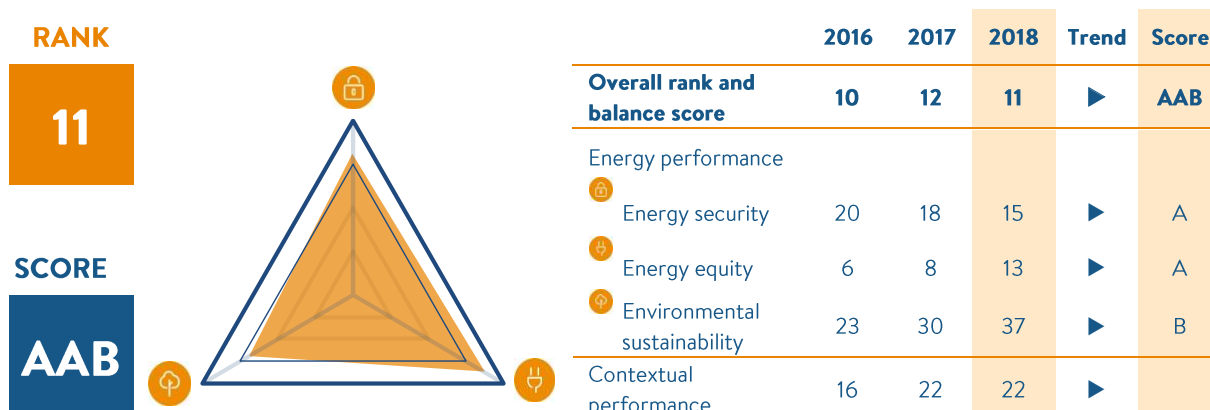 RANK
11
SCORE
AAB
2016 2017 2018 Trend Score
Overall rank and
balance score 10 12 11 AAB
Energy performance
Energy security 20 18 15 A
Energy equity 6 8 13 A
Environmental
sustainability 23 30 37 B
Contextual
performance 16 22 22